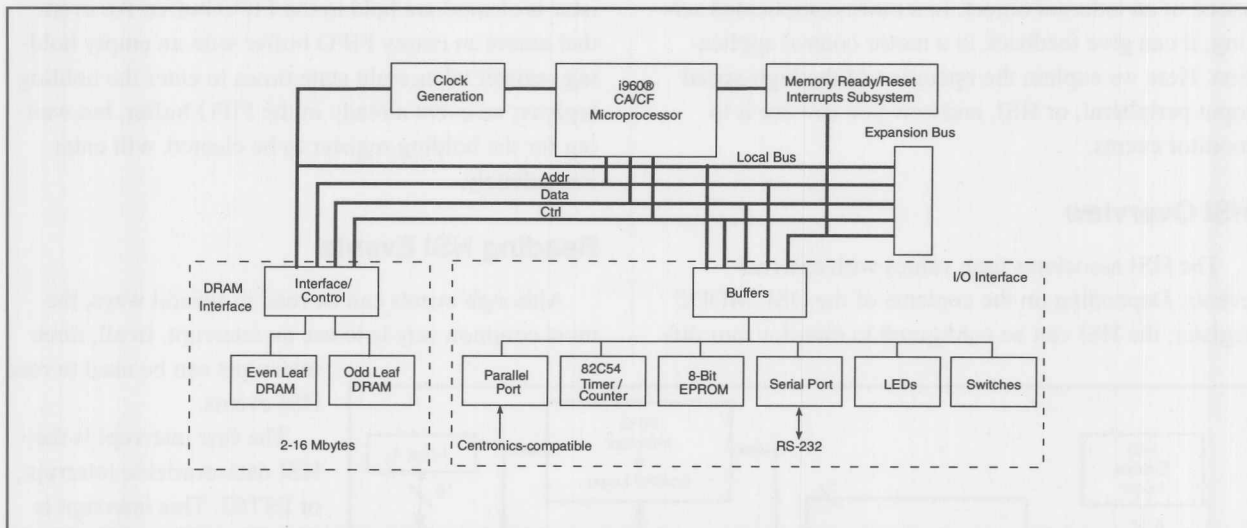 Clock
Generation
i960®
CA/CF
Microprocessor
Memory Ready/Reset
Interrupts Subsystem
Expansion Bus
Local Bus
Addr
Data
Ctrl
DRAM
Interface
Interface/
Control
Buffers
I/O Interface
Even Leaf
DRAM
Odd Leaf
DRAM
Parallel
Port
82C54
Timer /
Counter
8-Bit
EPROM
Serial Port
LEDs
Switches
2-16 Mbytes
Centronics-compatible
RS-232